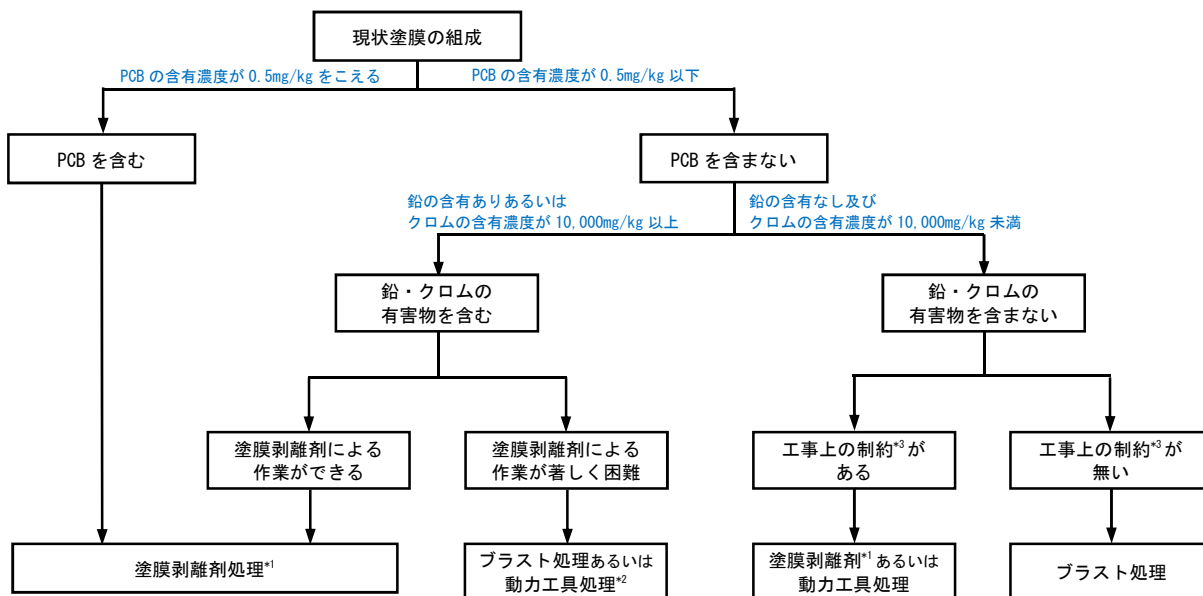 現状塗膜の組成
PCB の含有濃度が 0.5mg/kg をこえる
PCB の含有濃度が 0.5mg/kg 以下
PCB を含む
PCB を含まない
鉛の含有ありあるいは
クロムの含有濃度が 10,000mg/kg 以上
鉛の含有なし及び
クロムの含有濃度が 10,000mg/kg 未満
鉛・クロムの
有害物を含む
鉛・クロムの
有害物を含まない
塗膜剥離剤による
作業ができる
塗膜剥離剤による
作業が著しく困難
工事上の制約*3が
ある
工事上の制約*3が
無い
塗膜剥離剤処理*1
ブラスト処理あるいは
動力工具処理*2
塗膜剥離剤*1あるいは
動力工具処理
ブラスト処理